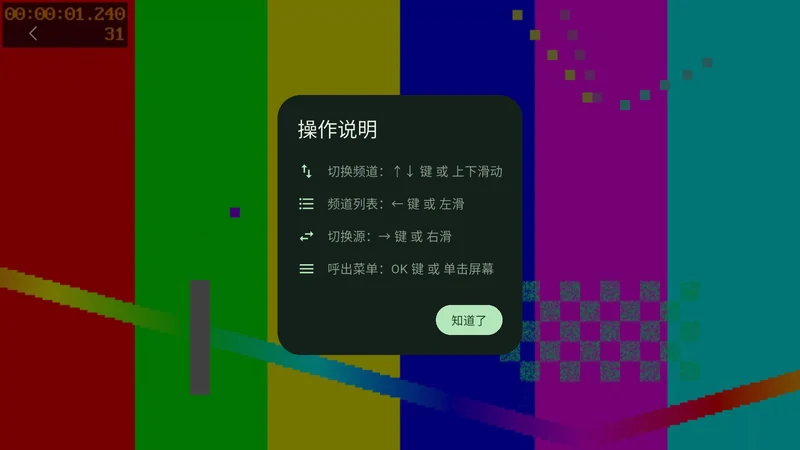 00:00:01.240
31
操作说明
切换频道：↑↓ 键 或 上下滑动
频道列表：← 键 或 左滑
切换源：→ 键 或 右滑
呼出菜单：OK 键 或 单击屏幕
知道了